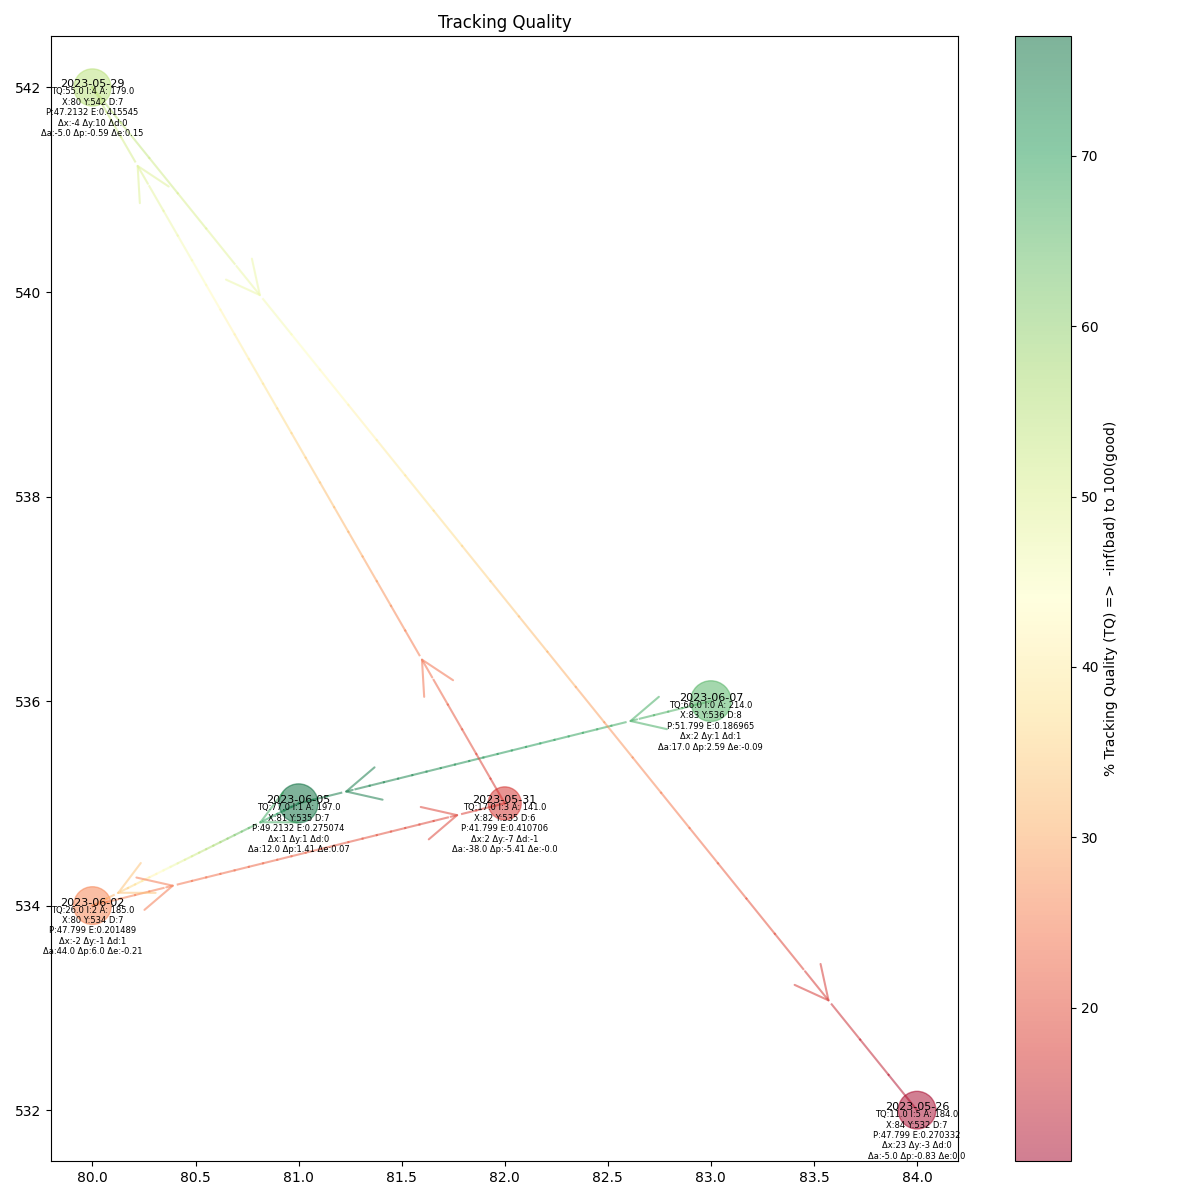 Tracking Quality
542
540
538
536
534
532
80.0
80.5
81.0
81.5
82.0
82.5
83.0
83.5
84.0
2023-05-29
TQ:55.0 I:4 A: 179.0
X:80 Y:542 D:7
P:47.2132 E:0.415545
Δx:-4 Δy:10 Δd:0
Δa:-5.0 Δp:-0.59 Δe:0.15
2023-06-07
TQ:66.0 I:0 A: 214.0
X:83 Y:536 D:8
P:51.799 E:0.186965
Δx:2 Δy:1 Δd:1
Δa:17.0 Δp:2.59 Δe:-0.09
2023-06-05
TQ:77.0 I:1 A: 197.0
X:81 Y:535 D:7
P:49.2132 E:0.275074
Δx:1 Δy:1 Δd:0
Δa:12.0 Δp:1.41 Δe:0.07
2023-05-31
TQ:17.0 I:3 A: 141.0
X:82 Y:535 D:6
P:41.799 E:0.410706
Δx:2 Δy:-7 Δd:-1
Δa:-38.0 Δp:-5.41 Δe:-0.0
2023-06-02
TQ:26.0 I:2 A: 185.0
X:80 Y:534 D:7
P:47.799 E:0.201489
Δx:-2 Δy:-1 Δd:1
Δa:44.0 Δp:6.0 Δe:-0.21
2023-05-26
TQ:11.0 I:5 A: 184.0
X:84 Y:532 D:7
P:47.799 E:0.270332
Δx:23 Δy:-3 Δd:0
Δa:-5.0 Δp:-0.83 Δe:0.0
70
60
50
40
30
20
% Tracking Quality (TQ) => -inf(bad) to 100(good)